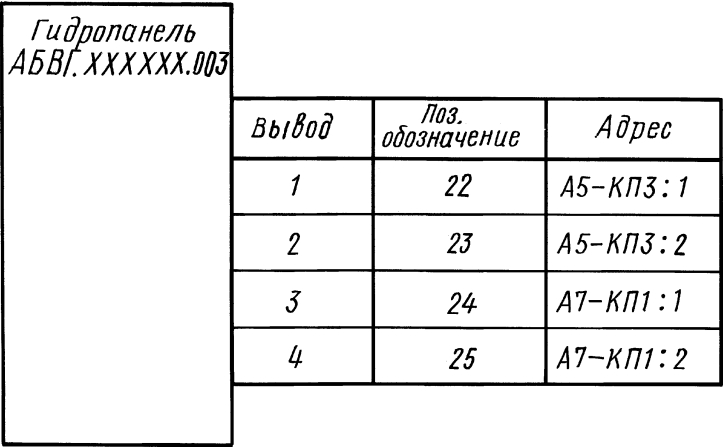 Гидропанель
АБВГ.XXXXXX.003
Вывод Поз. обозначение Адрес
1 22 А5-КП3:1
2 23 А5-КП3:2
3 24 А7-КП1:1
4 25 А7-КП1:2